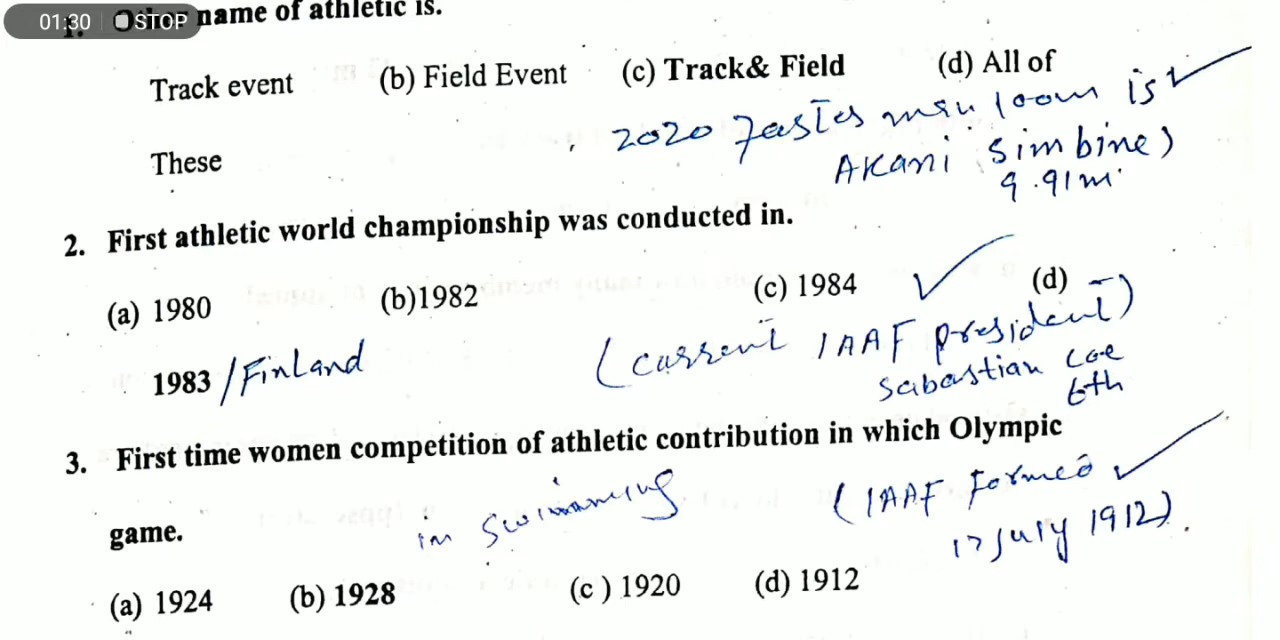 01:30 STOP
1. Other name of athletic is.
Track event (b) Field Event (c) Track& Field (d) All of
These
2020 fastes man 100m is
Akani Simbine)
9.91m
2. First athletic world championship was conducted in.
(a) 1980 (b)1982 (c) 1984 (d)
1983 /Finland
(current IAAF president)
Sabastian coe
6th
3. First time women competition of athletic contribution in which Olympic
game.
in swimming
(IAAF Formed
17 July 1912).
(a) 1924 (b) 1928 (c ) 1920 (d) 1912